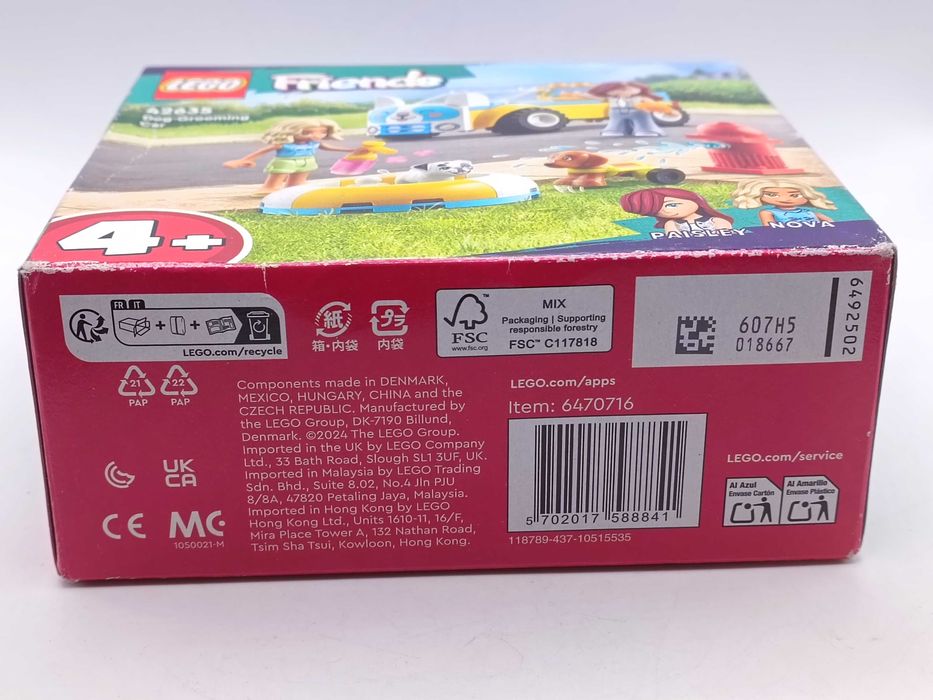 LEGO
Friends
42635
Dog-Grooming
Car
4+
PAISLEY
NOVA
FR IT
+ +
LEGO.com/recycle
紙
箱・内袋
プラ
内袋
FSC™
www.fsc.org
MIX
Packaging | Supporting
responsible forestry
FSC™ C117818
607H5
018667
6492502
21
PAP
22
PAP
Components made in DENMARK,
MEXICO, HUNGARY, CHINA and the
CZECH REPUBLIC. Manufactured by
the LEGO Group, DK-7190 Billund,
Denmark. ©2024 The LEGO Group.
Imported in the UK by LEGO Company
Ltd., 33 Bath Road, Slough SL1 3UF, UK.
Imported in Malaysia by LEGO Trading
Sdn. Bhd., Suite 8.02, No.4 Jln PJU
8/8A, 47820 Petaling Jaya, Malaysia.
Imported in Hong Kong by LEGO
Hong Kong Ltd., Units 1610-11, 16/F,
Mira Place Tower A, 132 Nathan Road,
Tsim Sha Tsui, Kowloon, Hong Kong.
UK
CA
CE
MC
1050021-M
LEGO.com/apps
Item: 6470716
5 702017 588841
118789-437-10515535
LEGO.com/service
Al Azul
Envase Cartón
Al Amarillo
Envase Plástico